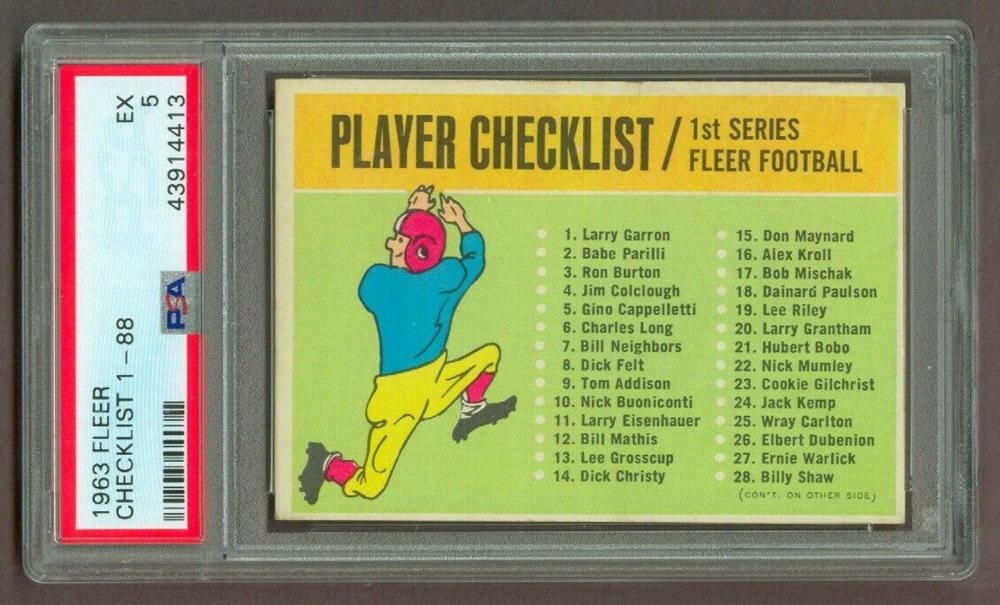 1963 FLEER
CHECKLIST 1 - 88
EX
5
43914413
PSA
PLAYER CHECKLIST / 1st SERIES
FLEER FOOTBALL
1. Larry Garron
2. Babe Parilli
3. Ron Burton
4. Jim Colclough
5. Gino Cappelletti
6. Charles Long
7. Bill Neighbors
8. Dick Felt
9. Tom Addison
10. Nick Buoniconti
11. Larry Eisenhauer
12. Bill Mathis
13. Lee Grosscup
14. Dick Christy
15. Don Maynard
16. Alex Kroll
17. Bob Mischak
18. Dainard Paulson
19. Lee Riley
20. Larry Grantham
21. Hubert Bobo
22. Nick Mumley
23. Cookie Gilchrist
24. Jack Kemp
25. Wray Carlton
26. Elbert Dubenion
27. Ernie Warlick
28. Billy Shaw
(CON'T. ON OTHER SIDE)